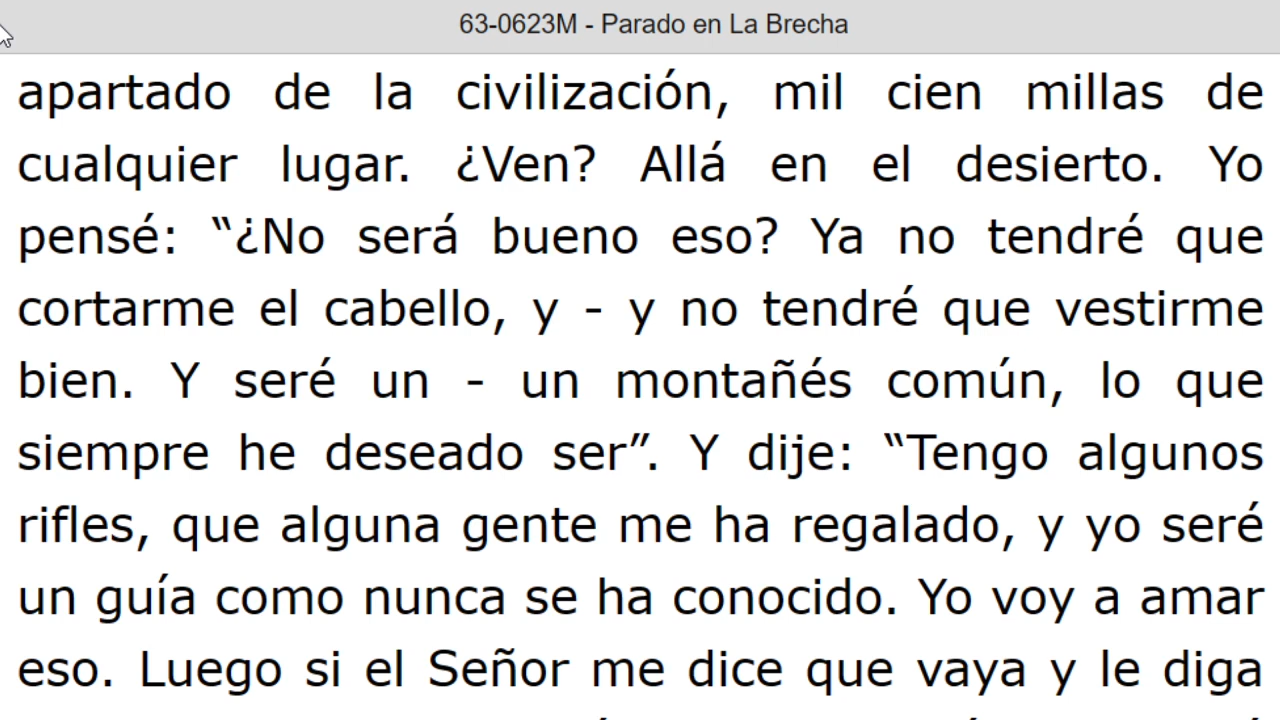 63-0623M - Parado en La Brecha
apartado de la civilización, mil cien millas de
cualquier lugar. ¿Ven? Allá en el desierto. Yo
pensé: “¿No será bueno eso? Ya no tendré que
cortarme el cabello, y - y no tendré que vestirme
bien. Y seré un - un montañés común, lo que
siempre he deseado ser”. Y dije: “Tengo algunos
rifles, que alguna gente me ha regalado, y yo seré
un guía como nunca se ha conocido. Yo voy a amar
eso. Luego si el Señor me dice que vaya y le diga